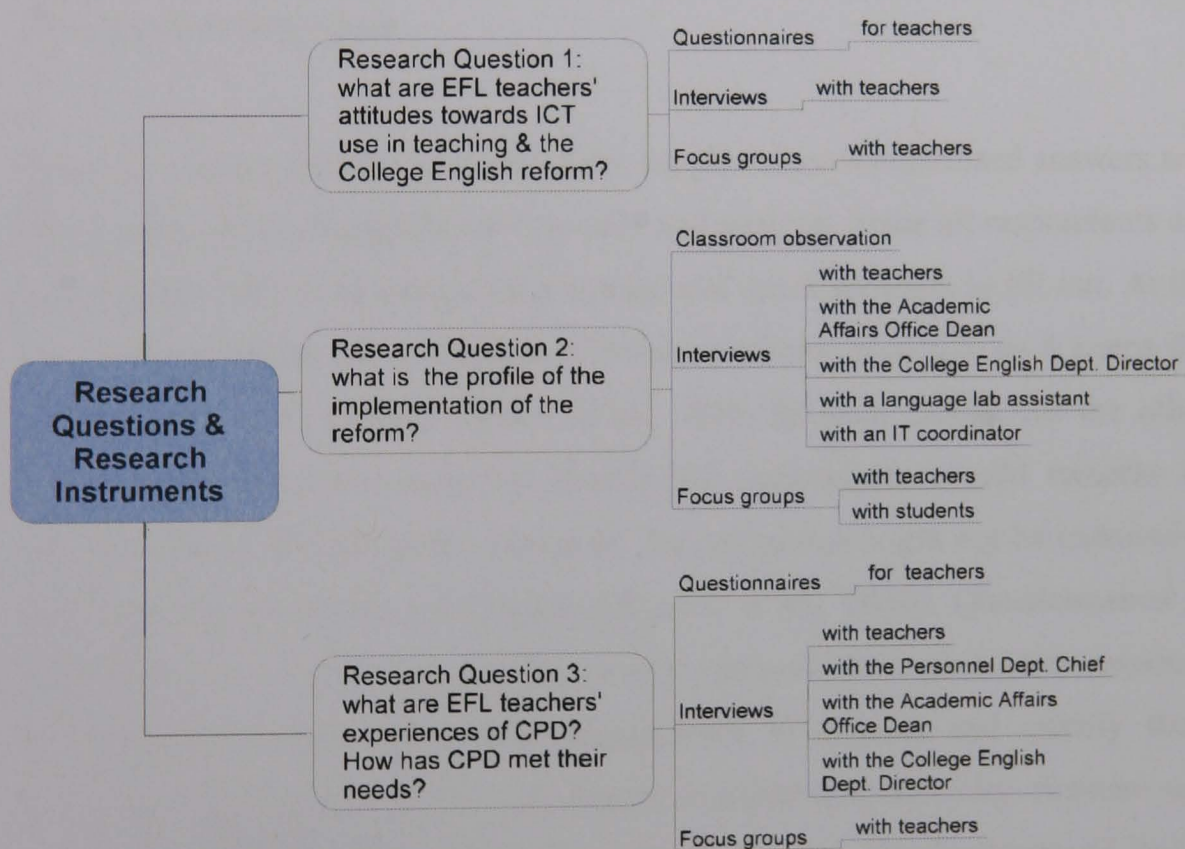 Research
Questions &
Research
Instruments
Research Question 1:
what are EFL teachers'
attitudes towards ICT
use in teaching & the
College English reform?
Questionnaires
for teachers
Interviews
with teachers
Focus groups
with teachers
Research Question 2:
what is the profile of the
implementation of the
reform?
Classroom observation
Interviews
with teachers
with the Academic
Affairs Office Dean
with the College English Dept. Director
with a language lab assistant
with an IT coordinator
Focus groups
with teachers
with students
Research Question 3:
what are EFL teachers'
experiences of CPD?
How has CPD met their
needs?
Questionnaires
for teachers
Interviews
with teachers
with the Personnel Dept. Chief
with the Academic Affairs
Office Dean
with the College English
Dept. Director
Focus groups
with teachers